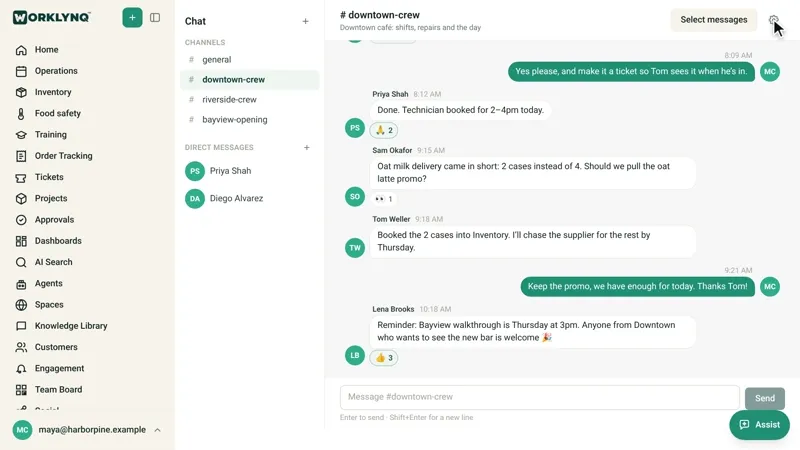 WORKLYNQ
+
Home
Operations
Inventory
Food safety
Training
Order Tracking
Tickets
Projects
Approvals
Dashboards
AI Search
Agents
Spaces
Knowledge Library
Customers
Engagement
Team Board
MC maya@harborpine.example
Chat +
CHANNELS
# general
# downtown-crew
# riverside-crew
# bayview-opening
DIRECT MESSAGES +
PS Priya Shah
DA Diego Alvarez
# downtown-crew
Downtown café: shifts, repairs and the day
Select messages
8:09 AM
Yes please, and make it a ticket so Tom sees it when he's in.
MC
Priya Shah 8:12 AM
Done. Technician booked for 2–4pm today.
PS
🙏 2
Sam Okafor 9:15 AM
Oat milk delivery came in short: 2 cases instead of 4. Should we pull the oat
latte promo?
SO
👀 1
Tom Weller 9:18 AM
Booked the 2 cases into Inventory. I'll chase the supplier for the rest by
Thursday.
TW
9:21 AM
Keep the promo, we have enough for today. Thanks Tom!
MC
Lena Brooks 10:18 AM
Reminder: Bayview walkthrough is Thursday at 3pm. Anyone from Downtown
who wants to see the new bar is welcome 🎉
LB
👍 3
Message #downtown-crew
Send
Enter to send · Shift+Enter for a new line
Assist